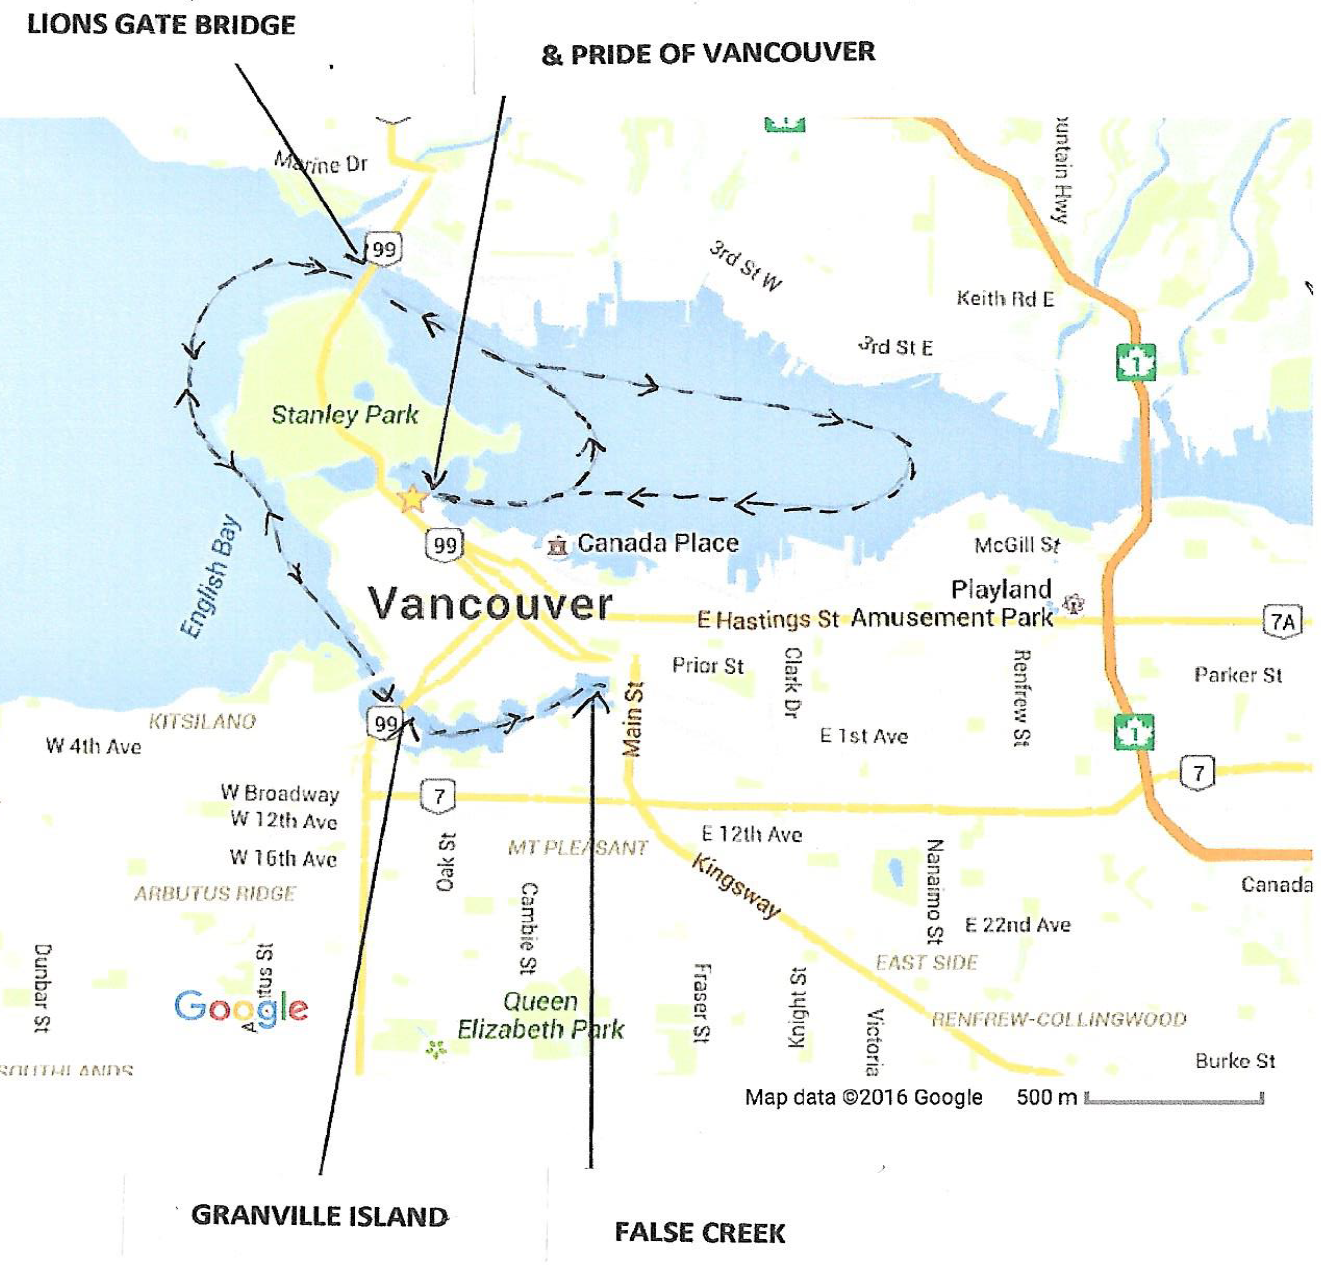 LIONS GATE BRIDGE
& PRIDE OF VANCOUVER
Marine Dr
99
3rd St W
Keith Rd E
3rd St E
1
Stanley Park
English Bay
99
Canada Place
McGill St
Vancouver
Playland
Amusement Park
E Hastings St
7A
Prior St
Clark Dr
Renfrew St
Parker St
Main St
KITSILANO
99
W 4th Ave
E 1st Ave
1
7
W Broadway
7
W 12th Ave
W 16th Ave
Oak St
MT PLEASANT
E 12th Ave
Kingsway
Nanaimo St
Canada
ARBUTUS RIDGE
Cambie St
E 22nd Ave
EAST SIDE
Dunbar St
Google
Queen
Elizabeth Park
Fraser St
Knight St
Victoria
RENFREW-COLLINGWOOD
Burke St
Map data ©2016 Google
500 m
GRANVILLE ISLAND
FALSE CREEK